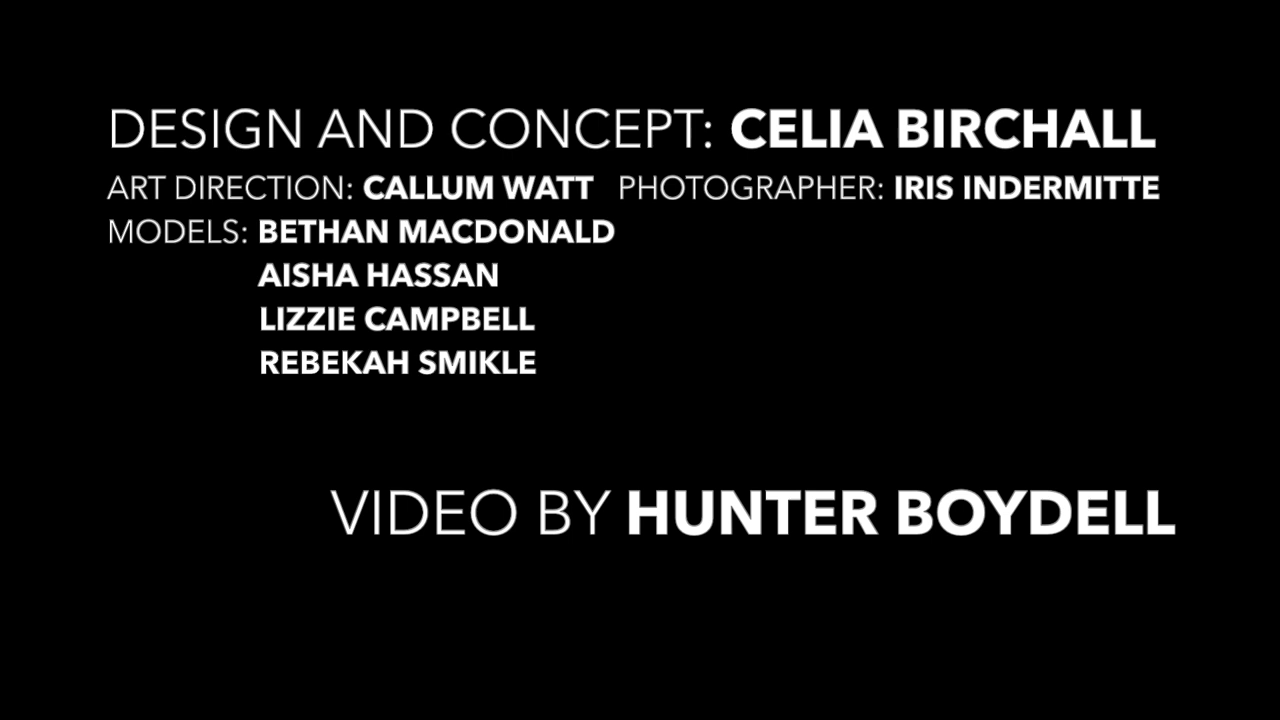 DESIGN AND CONCEPT: CELIA BIRCHALL
ART DIRECTION: CALLUM WATT PHOTOGRAPHER: IRIS INDERMITTE
MODELS: BETHAN MACDONALD
AISHA HASSAN
LIZZIE CAMPBELL
REBEKAH SMIKLE
VIDEO BY HUNTER BOYDELL